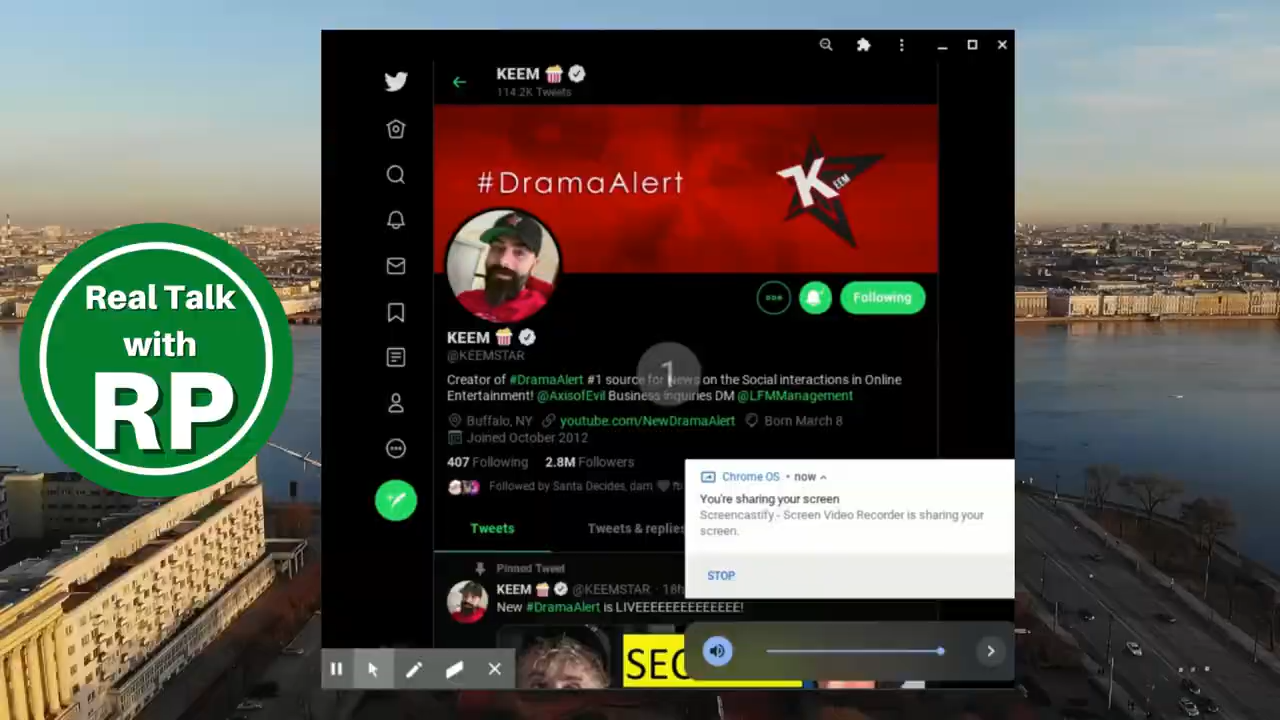 Real Talk
with
RP
KEEM
114.2K Tweets
#DramaAlert
K
EEM
Following
KEEM
@KEEMSTAR
1
Creator of #DramaAlert #1 source for News on the Social interactions in Online
Entertainment! @AxisofEvil Business Inquiries DM @LFMManagement
Buffalo, NY youtube.com/NewDramaAlert Born March 8
Joined October 2012
407 Following 2.8M Followers
Followed by Santa Decides, dam
Tweets Tweets & replies
Chrome OS • now
You're sharing your screen
Screencastify - Screen Video Recorder is sharing your
screen.
STOP
Pinned Tweet
KEEM @KEEMSTAR · 18h
New #DramaAlert is LIVEEEEEEEEEEEEEE!
SEC